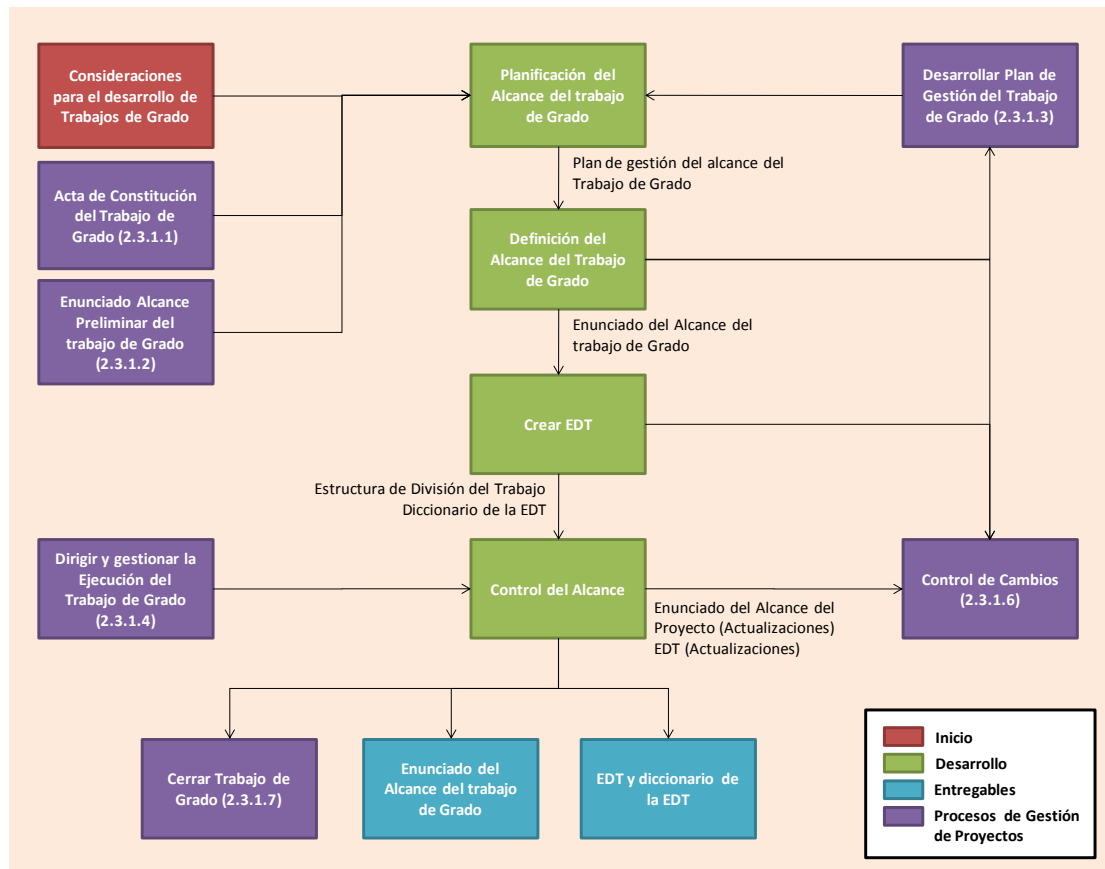 Consideraciones
para el desarrollo de
Trabajos de Grado
Planificación del
Alcance del trabajo
de Grado
Desarrollar Plan de
Gestión del Trabajo
de Grado (2.3.1.3)
Plan de gestión del alcance del
Trabajo de Grado
Acta de Constitución
del Trabajo de
Grado (2.3.1.1)
Definición del
Alcance del Trabajo
de Grado
Enunciado Alcance
Preliminar del
trabajo de Grado
(2.3.1.2)
Enunciado del Alcance del
trabajo de Grado
Crear EDT
Estructura de División del Trabajo
Diccionario de la EDT
Dirigir y gestionar la
Ejecución del
Trabajo de Grado
(2.3.1.4)
Control del Alcance
Control de Cambios
(2.3.1.6)
Enunciado del Alcance del
Proyecto (Actualizaciones)
EDT (Actualizaciones)
Cerrar Trabajo de
Grado (2.3.1.7)
Enunciado del
Alcance del trabajo
de Grado
EDT y diccionario de
la EDT
Inicio
Desarrollo
Entregables
Procesos de Gestión
de Proyectos